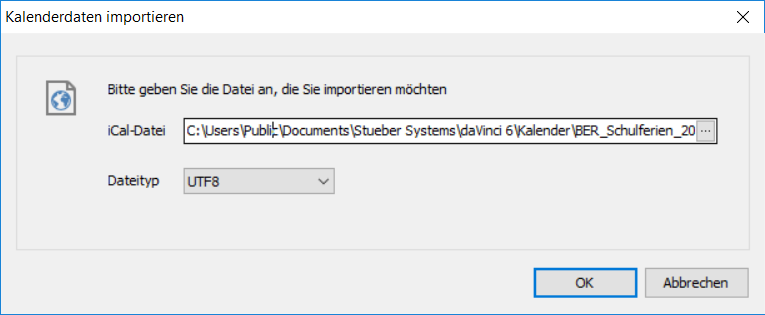 Kalenderdaten importieren
Bitte geben Sie die Datei an, die Sie importieren möchten
iCal-Datei C:\Users\Public\Documents\Stueber Systems\daVinci 6\Kalender\BER_Schulferien_20 ...
Dateityp UTF8
OK Abbrechen